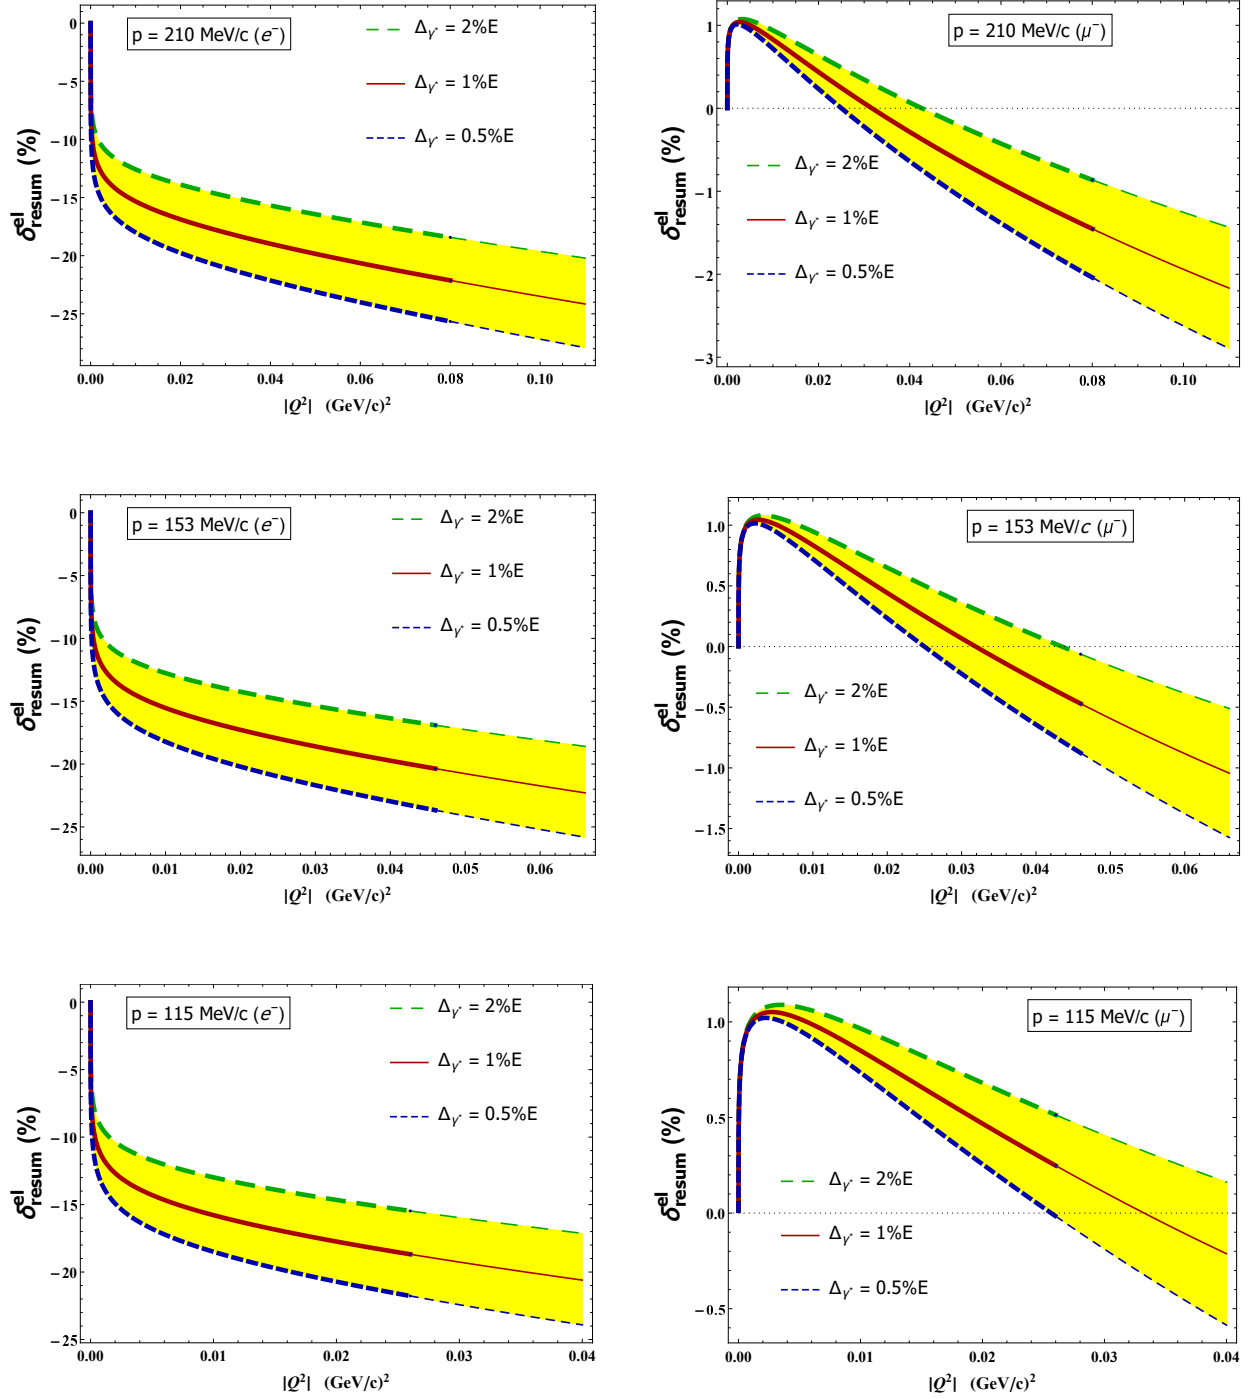 p = 210 MeV/c (e⁻)
Δγ* = 2%E
Δγ* = 1%E
Δγ* = 0.5%E
δ^el_resum (%)
0
−5
−10
−15
−20
−25
0.00 0.02 0.04 0.06 0.08 0.10
|Q²| (GeV/c)²
p = 210 MeV/c (μ⁻)
Δγ* = 2%E
Δγ* = 1%E
Δγ* = 0.5%E
δ^el_resum (%)
1
0
−1
−2
−3
0.00 0.02 0.04 0.06 0.08 0.10
|Q²| (GeV/c)²
p = 153 MeV/c (e⁻)
Δγ* = 2%E
Δγ* = 1%E
Δγ* = 0.5%E
δ^el_resum (%)
0
−5
−10
−15
−20
−25
0.00 0.01 0.02 0.03 0.04 0.05 0.06
|Q²| (GeV/c)²
p = 153 MeV/c (μ⁻)
Δγ* = 2%E
Δγ* = 1%E
Δγ* = 0.5%E
δ^el_resum (%)
1.0
0.5
0.0
−0.5
−1.0
−1.5
0.00 0.01 0.02 0.03 0.04 0.05 0.06
|Q²| (GeV/c)²
p = 115 MeV/c (e⁻)
Δγ* = 2%E
Δγ* = 1%E
Δγ* = 0.5%E
δ^el_resum (%)
0
−5
−10
−15
−20
−25
0.00 0.01 0.02 0.03 0.04
|Q²| (GeV/c)²
p = 115 MeV/c (μ⁻)
Δγ* = 2%E
Δγ* = 1%E
Δγ* = 0.5%E
δ^el_resum (%)
1.0
0.5
0.0
−0.5
0.00 0.01 0.02 0.03 0.04
|Q²| (GeV/c)²